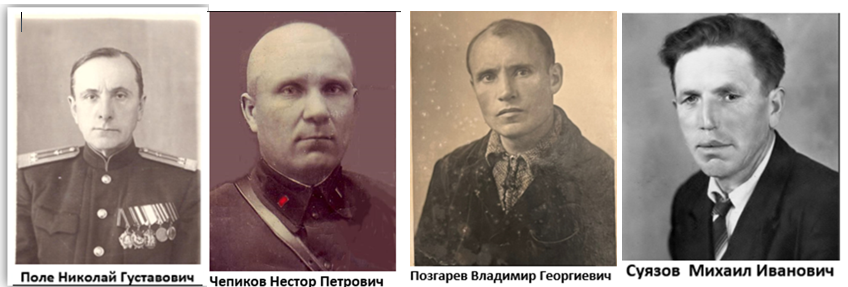 Поле Николай Густавович
Чепиков Нестор Петрович
Позгарев Владимир Георгиевич
Суязов Михаил Иванович